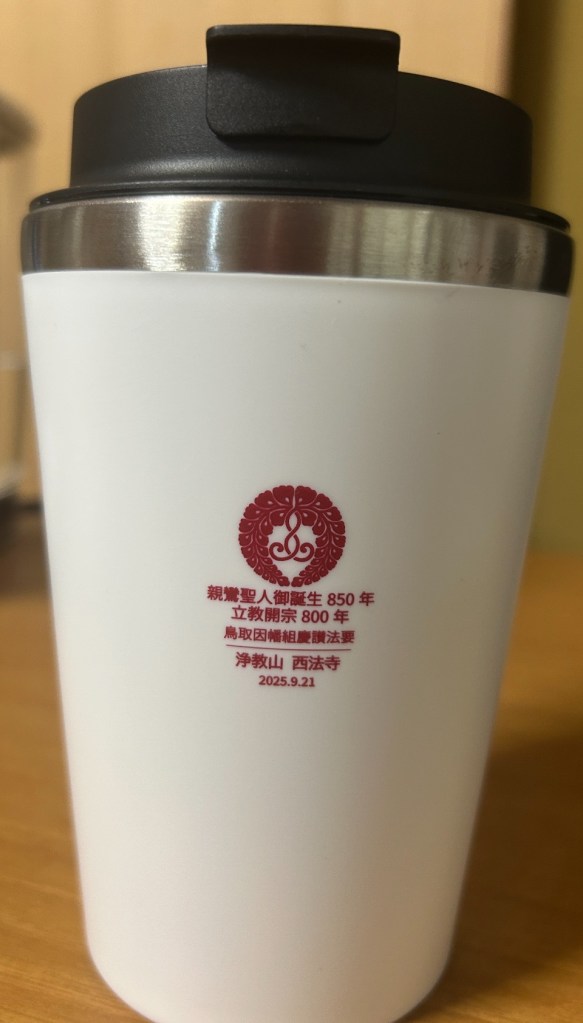 親鸞聖人御誕生 850 年
立教開宗 800 年
鳥取因幡組慶讃法要
浄教山 西法寺
2025.9.21